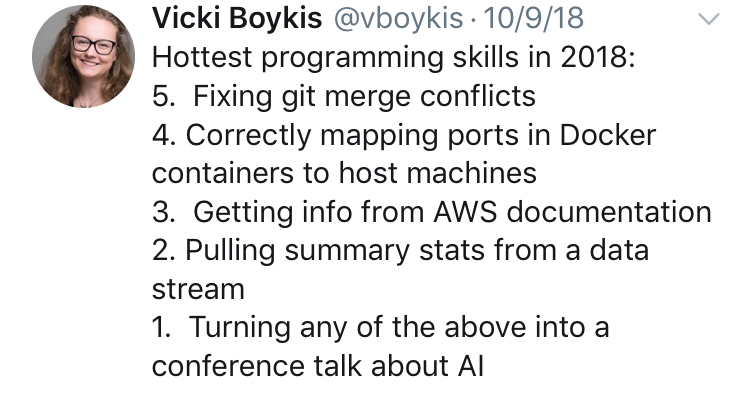 Vicki Boykis @vboykis · 10/9/18
Hottest programming skills in 2018:
5.  Fixing git merge conflicts
4. Correctly mapping ports in Docker
containers to host machines
3.  Getting info from AWS documentation
2. Pulling summary stats from a data
stream
1.  Turning any of the above into a
conference talk about AI